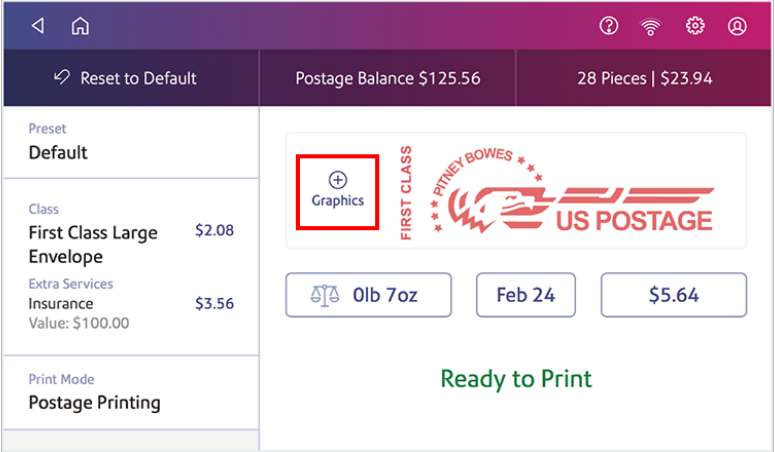 Reset to Default
Postage Balance $125.56
28 Pieces | $23.94
Preset
Default
Class
First Class Large
Envelope
$2.08
Extra Services
Insurance
$3.56
Value: $100.00
Print Mode
Postage Printing
Graphics
FIRST CLASS
PITNEY BOWES
US POSTAGE
0lb 7oz
Feb 24
$5.64
Ready to Print